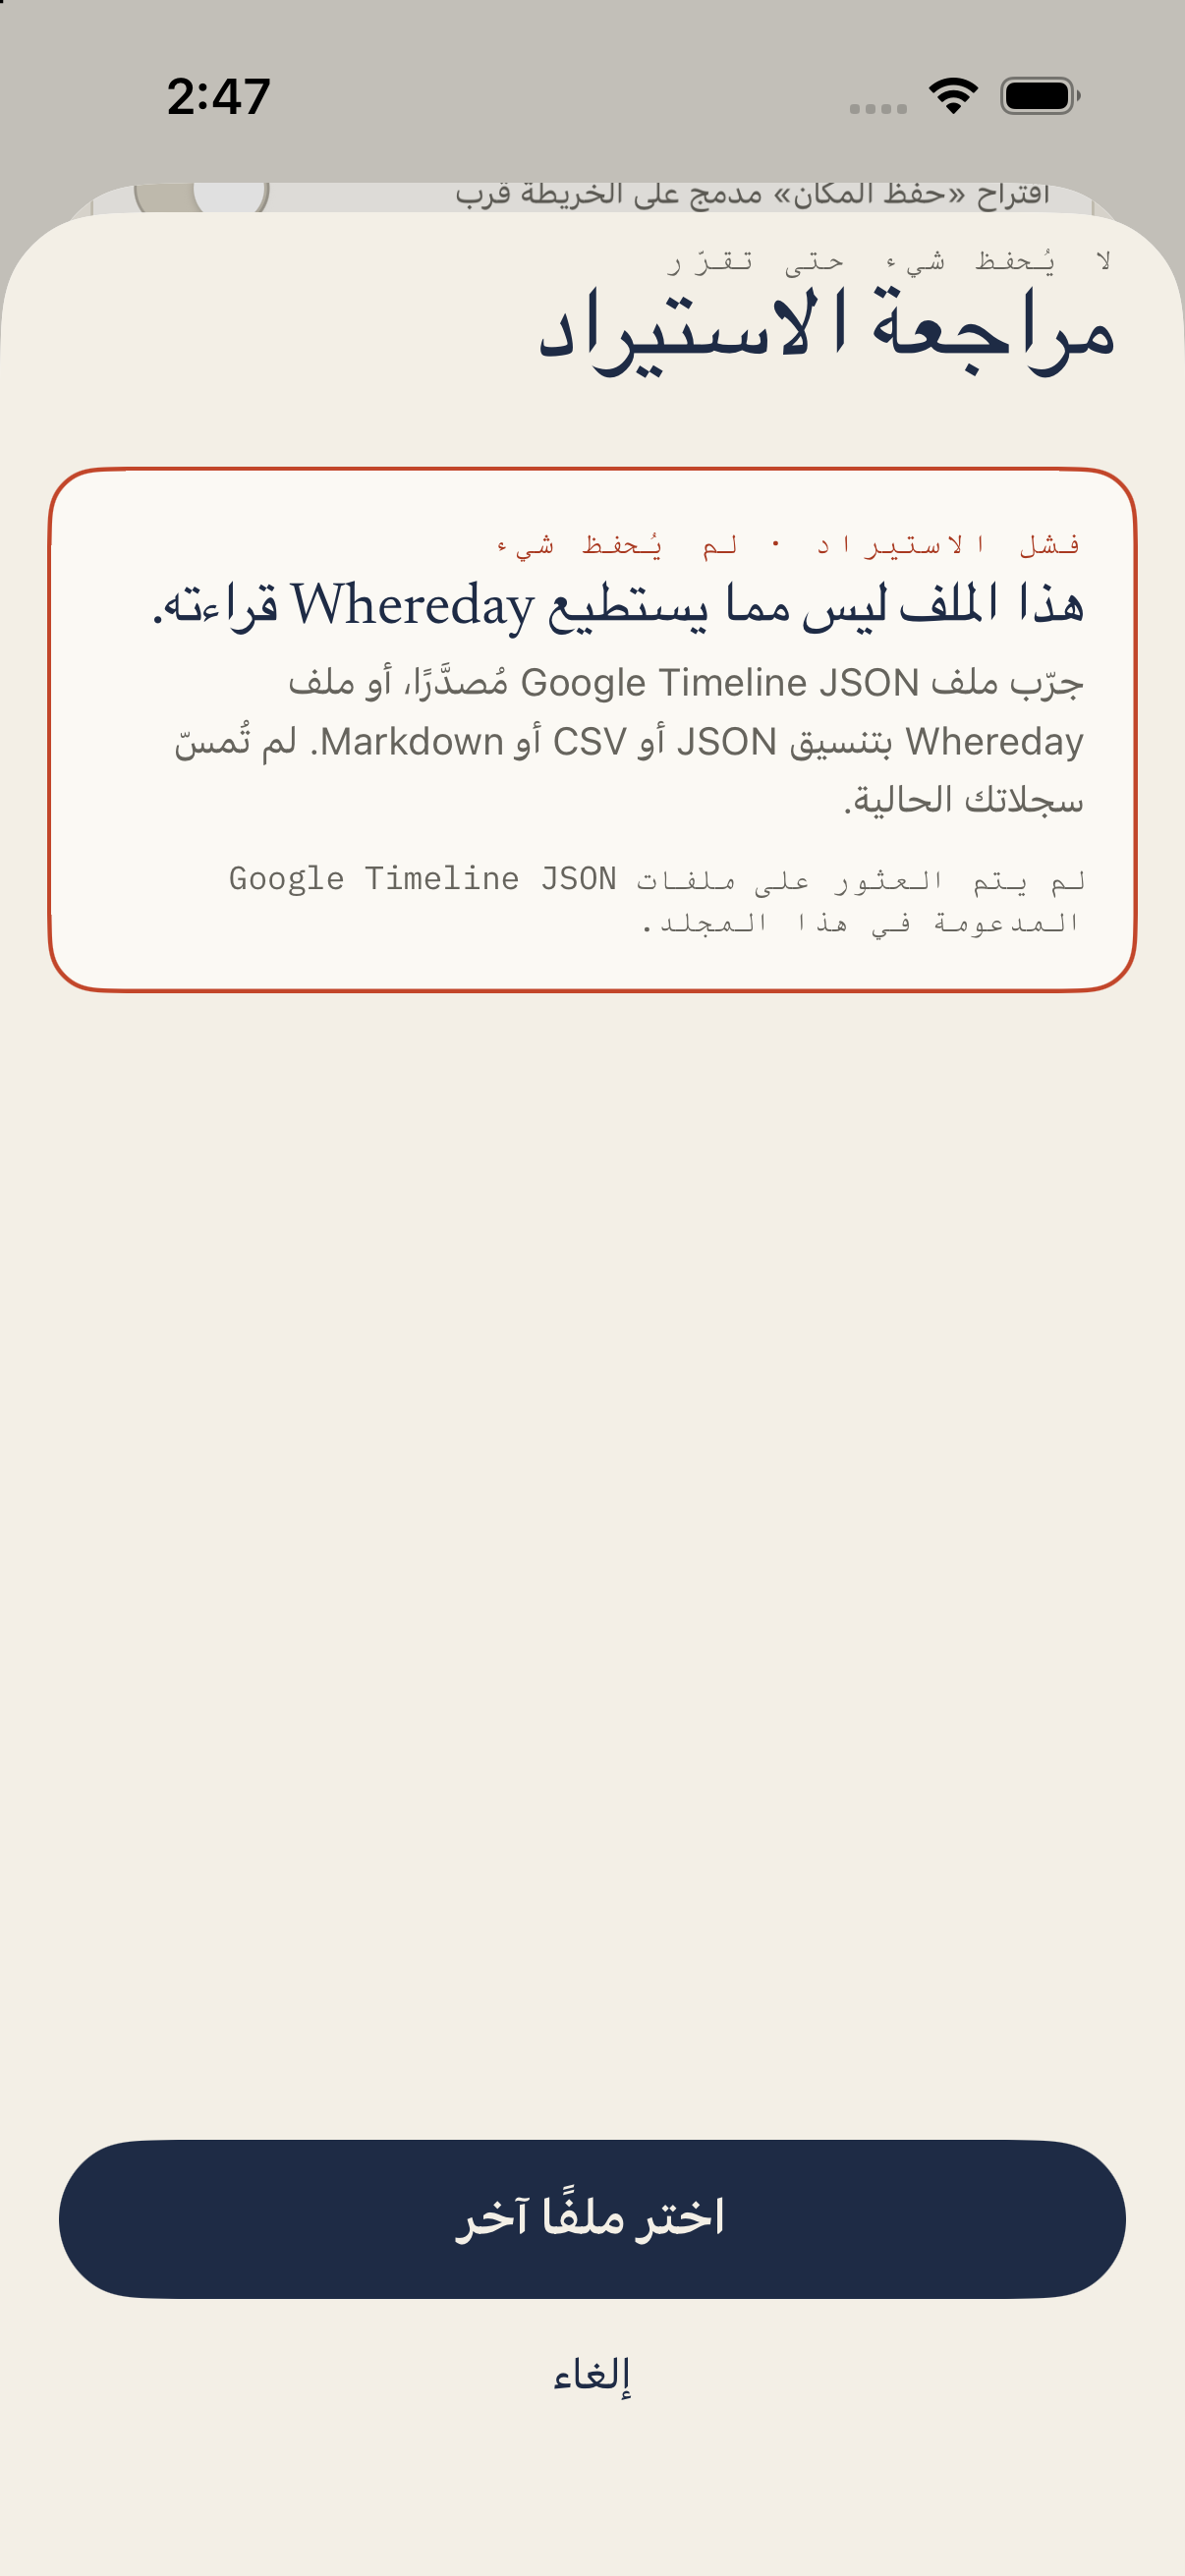 2:47
اقتراح «حفظ المكان» مدمج على الخريطة قرب
لا يُحفظ شيء حتى تقرّر
مراجعة الاستيراد
فشل الاستيراد · لم يُحفظ شيء
هذا الملف ليس مما يستطيع Whereday قراءته.
جرّب ملف Google Timeline JSON مُصدَّرًا، أو ملف
Whereday بتنسيق JSON أو CSV أو Markdown. لم تُمسّ
سجلاتك الحالية.
لم يتم العثور على ملفات Google Timeline JSON
المدعومة في هذا المجلد.
اختر ملفًا آخر
إلغاء